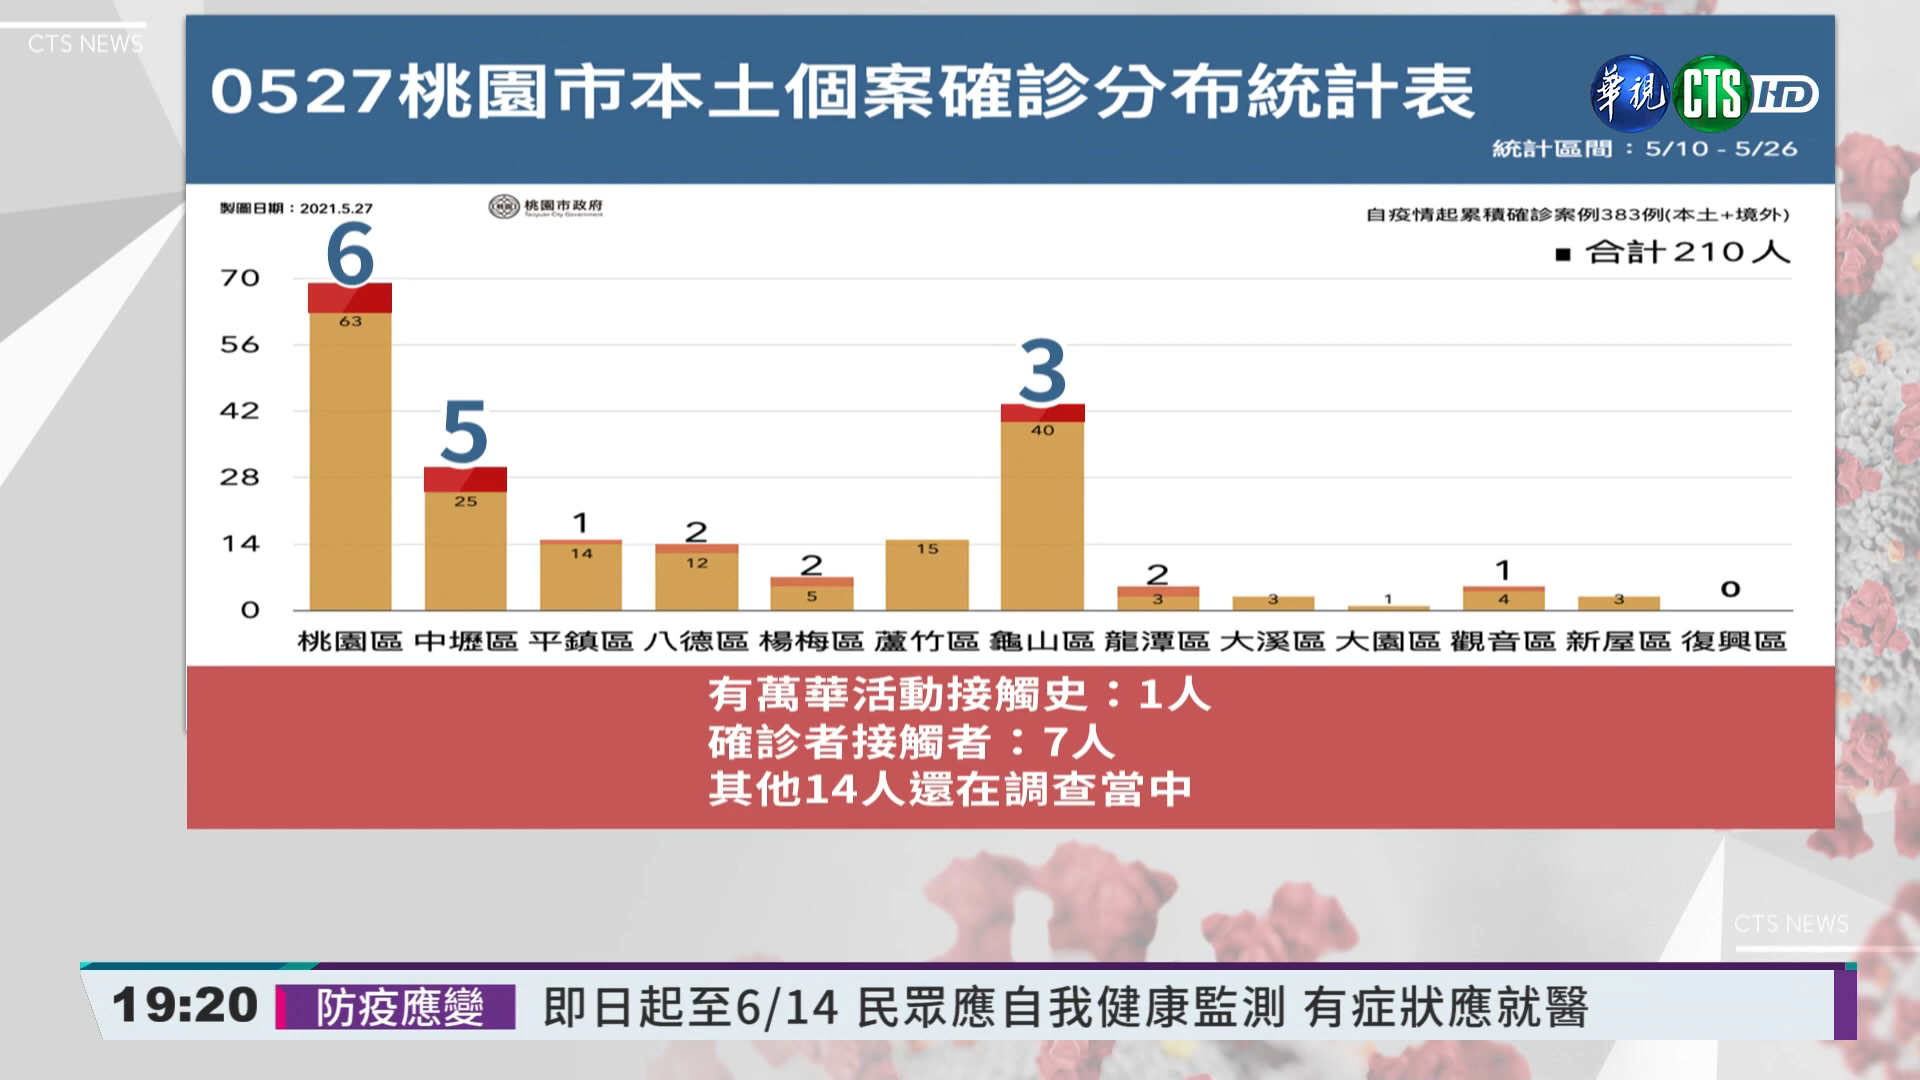 CTS NEWS
0527桃園市本土個案確診分布統計表
華視 CTS HD
統計區間：5/10 - 5/26
製圖日期：2021.5.27
桃園市政府
Taoyuan City Government
自疫情起累積確診案例383例(本土+境外)
■ 合計210人
70
56
42
28
14
0
6
63
5
25
1
14
2
12
2
5
15
3
40
2
3
3
1
1
4
3
0
桃園區 中壢區 平鎮區 八德區 楊梅區 蘆竹區 龜山區 龍潭區 大溪區 大園區 觀音區 新屋區 復興區
有萬華活動接觸史：1人
確診者接觸者：7人
其他14人還在調查當中
CTS NEWS
19:20 防疫應變 即日起至6/14 民眾應自我健康監測 有症狀應就醫